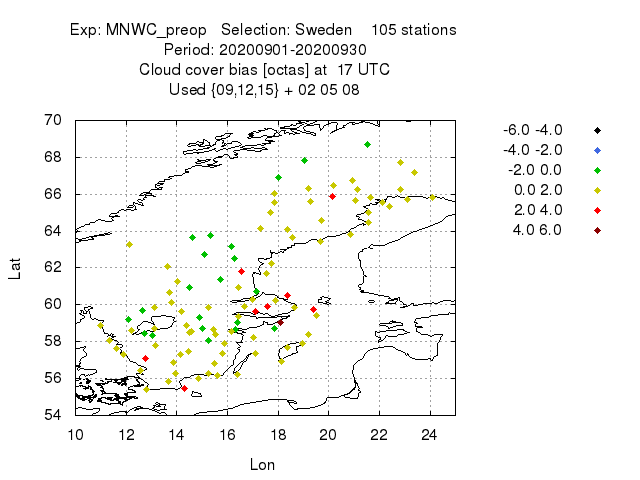 Exp: MNWC_preop   Selection: Sweden    105 stations
Period: 20200901-20200930
Cloud cover bias [octas] at  17 UTC
Used {09,12,15} + 02 05 08
70
68
66
64
62
60
58
56
54
Lat
10 12 14 16 18 20 22 24
Lon
-6.0 -4.0
-4.0 -2.0
-2.0 0.0
0.0 2.0
2.0 4.0
4.0 6.0